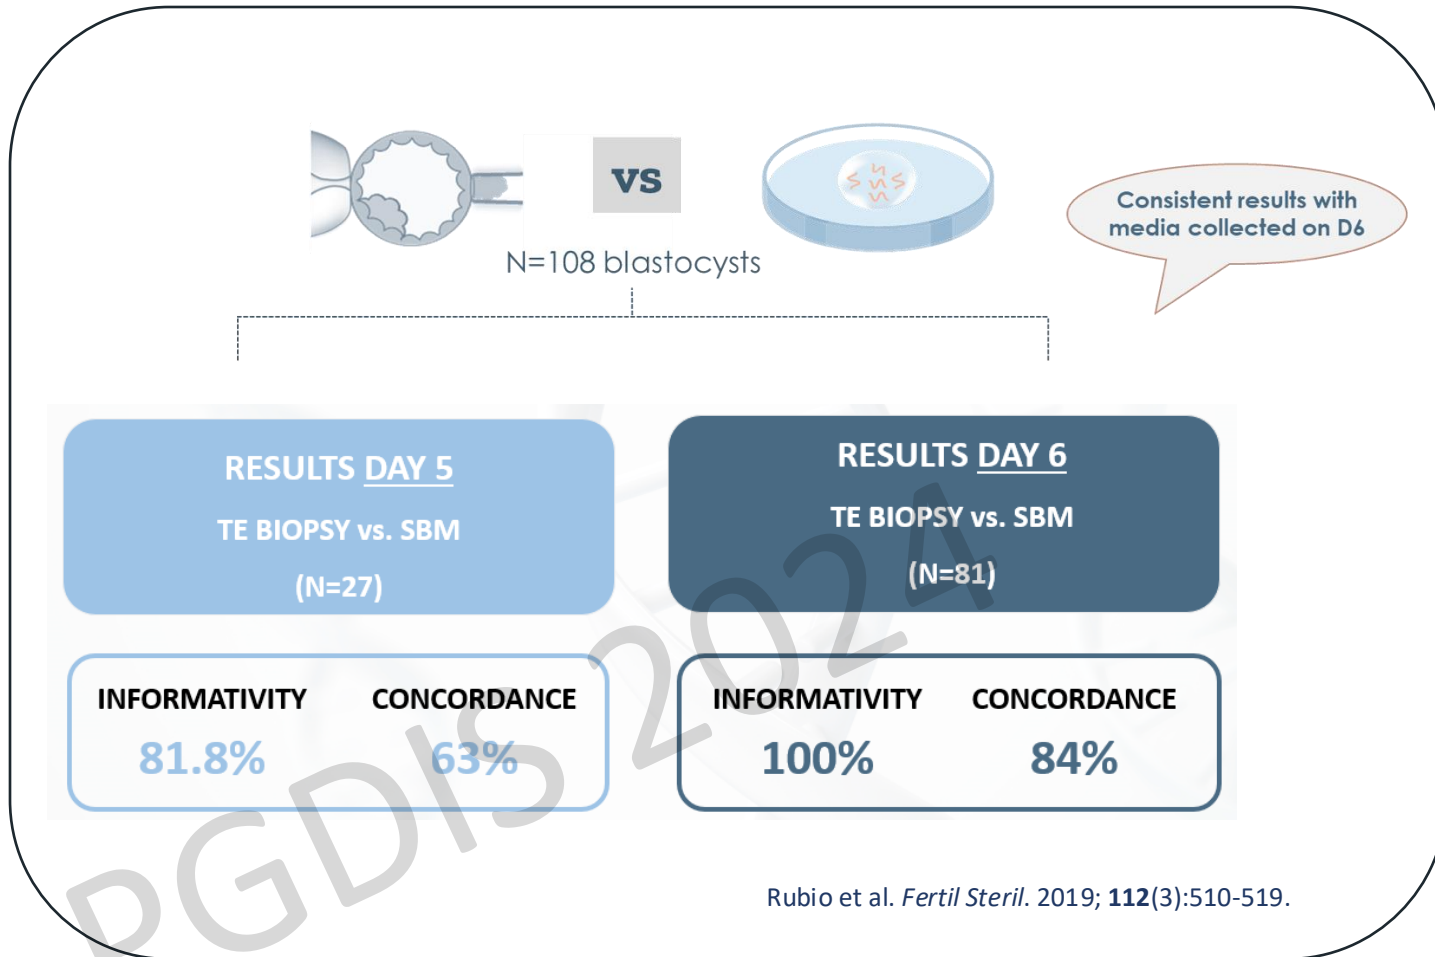 VS
N=108 blastocysts
Consistent results with
media collected on D6
RESULTS DAY 5
TE BIOPSY vs. SBM
(N=27)
RESULTS DAY 6
TE BIOPSY vs. SBM
(N=81)
INFORMATIVITY CONCORDANCE
81.8% 63%
INFORMATIVITY CONCORDANCE
100% 84%
PGDIS 2024
Rubio et al. Fertil Steril. 2019; 112(3):510-519.